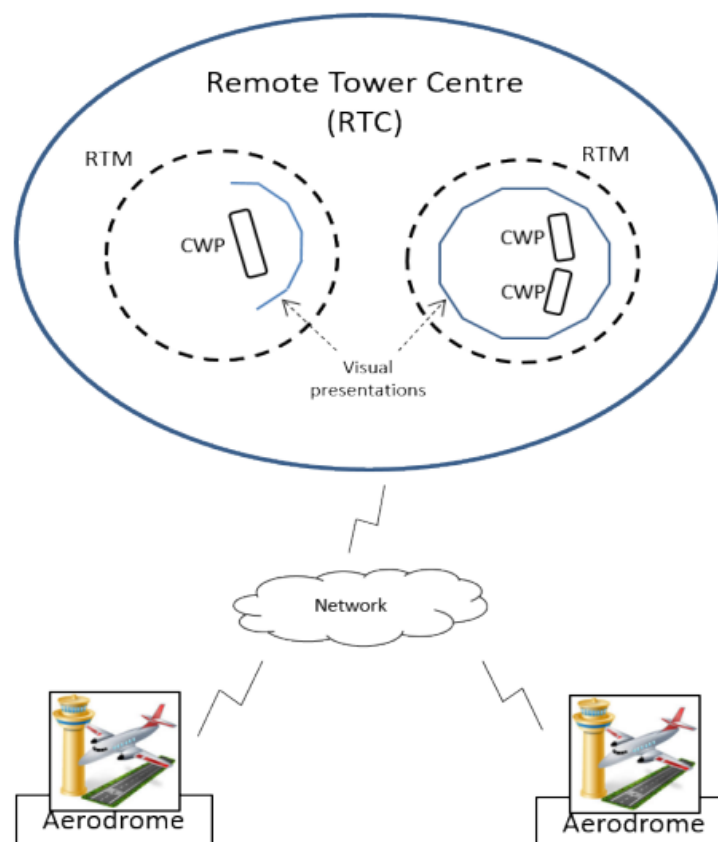 Remote Tower Centre
(RTC)
RTM
RTM
CWP
CWP
CWP
Visual
presentations
Network
Aerodrome
Aerodrome